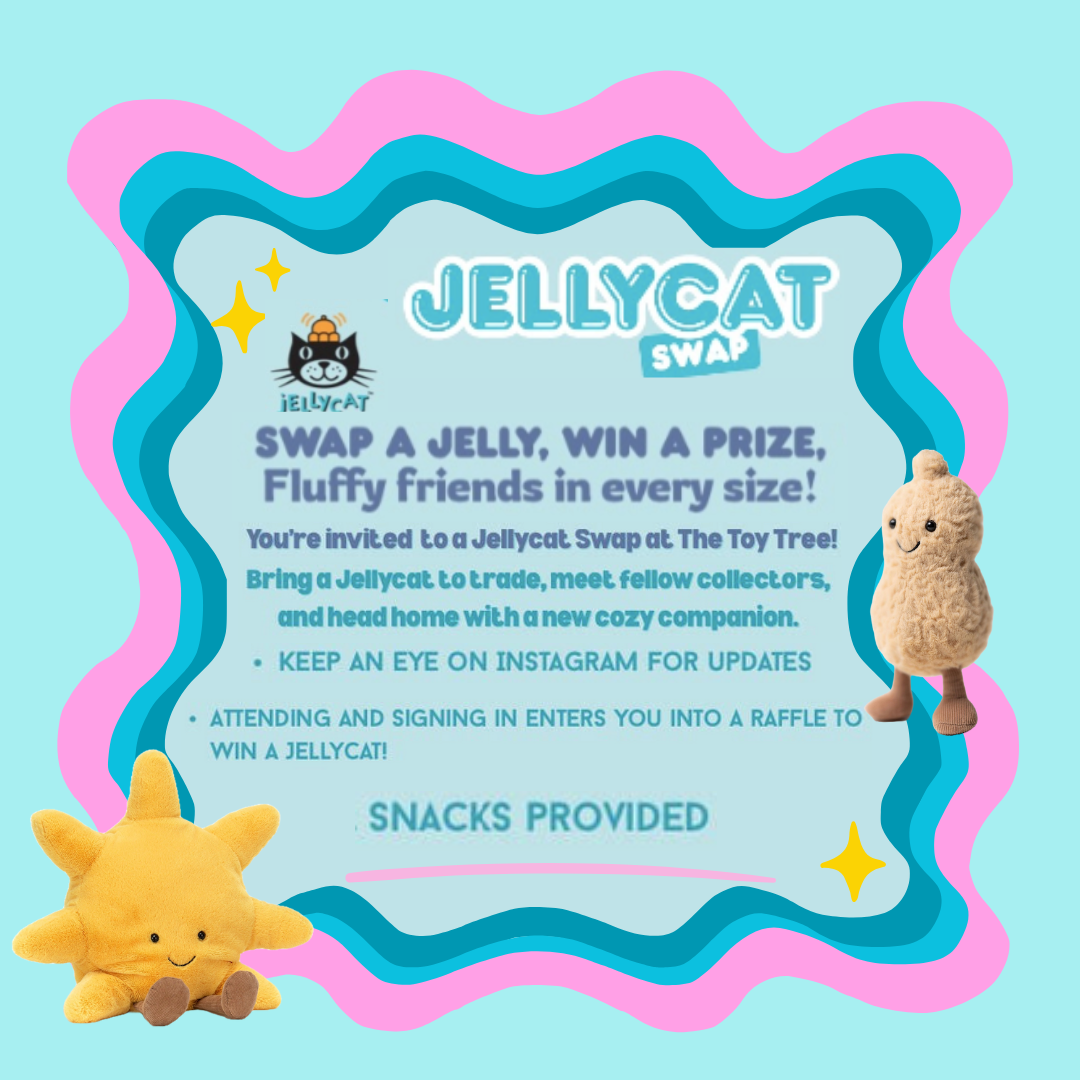 JELLYCAT
SWAP
JELLYCAT
SWAP A JELLY, WIN A PRIZE,
Fluffy friends in every size!
You're invited to a Jellycat Swap at The Toy Tree!
Bring a Jellycat to trade, meet fellow collectors,
and head home with a new cozy companion.
• KEEP AN EYE ON INSTAGRAM FOR UPDATES
• ATTENDING AND SIGNING IN ENTERS YOU INTO A RAFFLE TO
WIN A JELLYCAT!
SNACKS PROVIDED